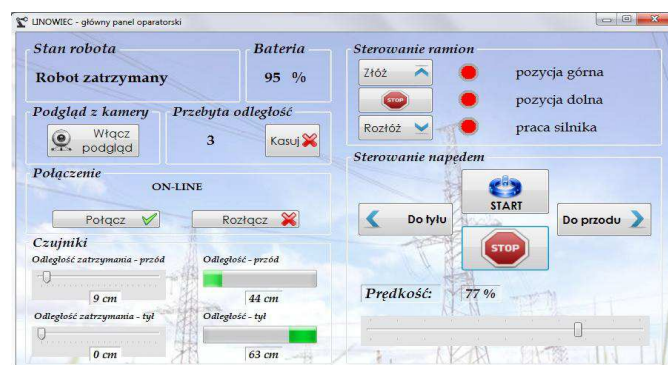 LINOWIEC - główny panel oparatorski
Stan robota
Robot zatrzymany
Bateria
95 %
Podgląd z kamery
Włącz
podgląd
Przebyta odległość
3
Kasuj
Połączenie
ON-LINE
Połącz
Rozłącz
Czujniki
Odległość zatrzymania - przód
9 cm
Odległość - przód
44 cm
Odległość zatrzymania - tył
0 cm
Odległość - tył
63 cm
Sterowanie ramion
Złóż
pozycja górna
STOP
pozycja dolna
Rozłóż
praca silnika
Sterowanie napędem
START
Do tyłu
Do przodu
STOP
Prędkość:
77 %